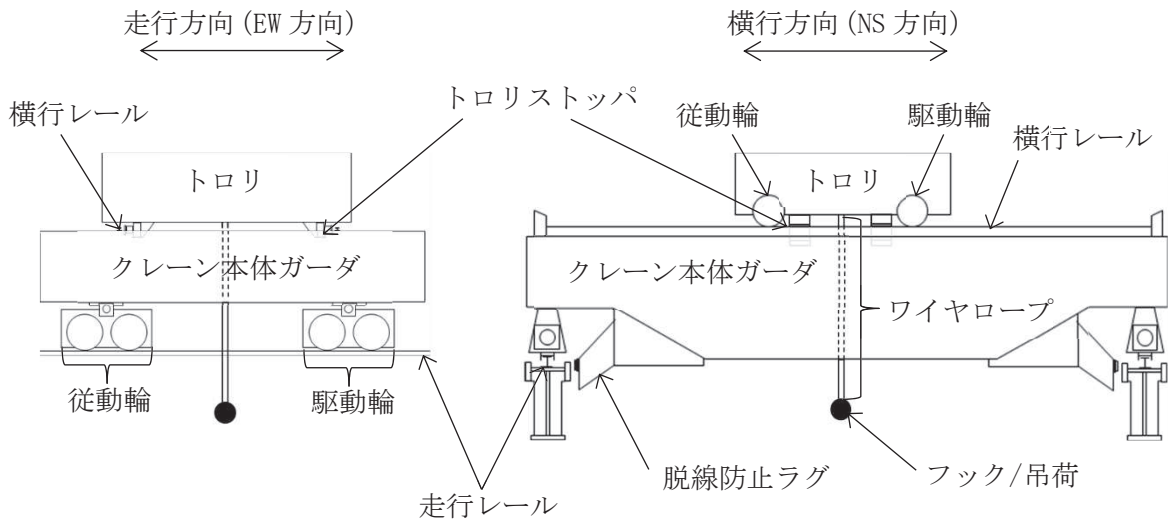 走行方向(EW 方向)
横行方向(NS 方向)
横行レール
トロリストッパ
従動輪
駆動輪
横行レール
トロリ
トロリ
クレーン本体ガーダ
クレーン本体ガーダ
ワイヤロープ
従動輪
駆動輪
走行レール
脱線防止ラグ
フック/吊荷